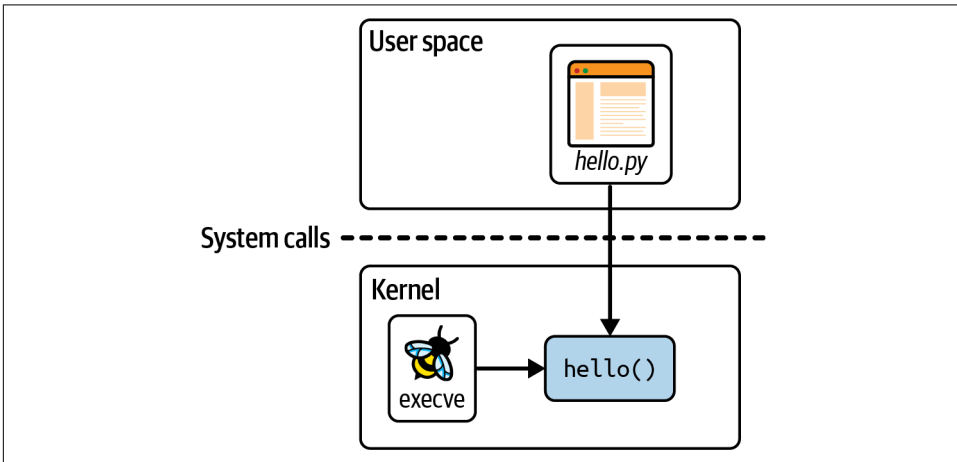 User space
hello.py
System calls
Kernel
execve
hello()